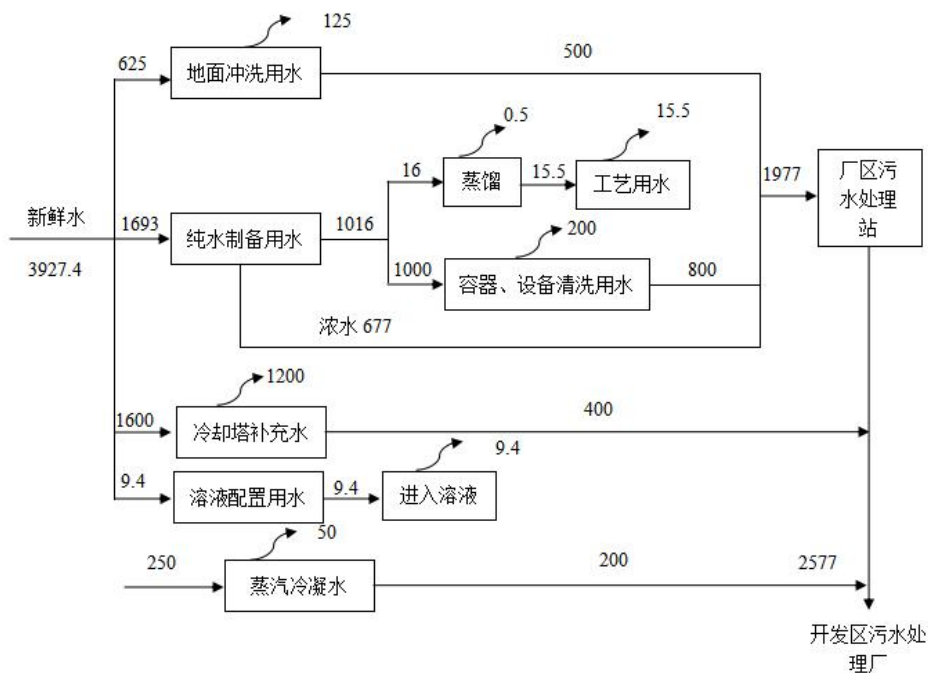 125
625
地面冲洗用水
500
0.5
15.5
16
蒸馏
15.5
工艺用水
1977
厂区污
水处理
站
新鲜水
3927.4
1693
纯水制备用水
1016
200
1000
容器、设备清洗用水
800
浓水 677
1200
1600
冷却塔补充水
400
9.4
9.4
溶液配置用水
9.4
进入溶液
50
250
蒸汽冷凝水
200
2577
开发区污水处
理厂